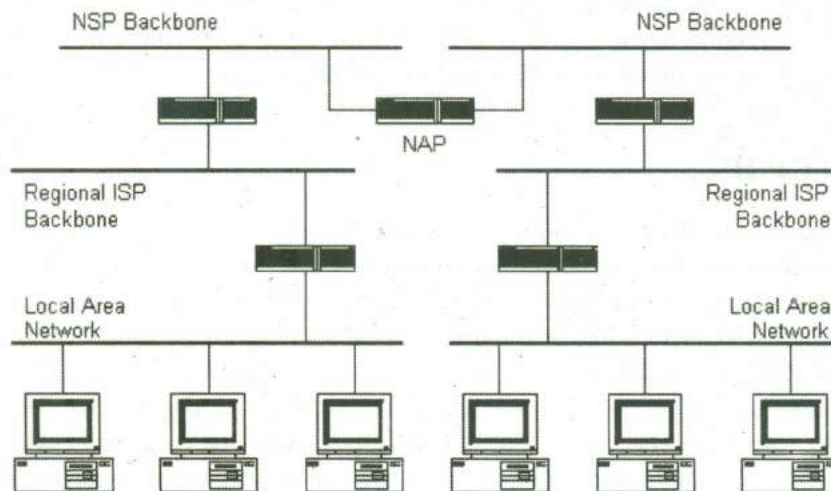 NSP Backbone
NSP Backbone
NAP
Regional ISP
Backbone
Regional ISP
Backbone
Local Area
Network
Local Area
Network